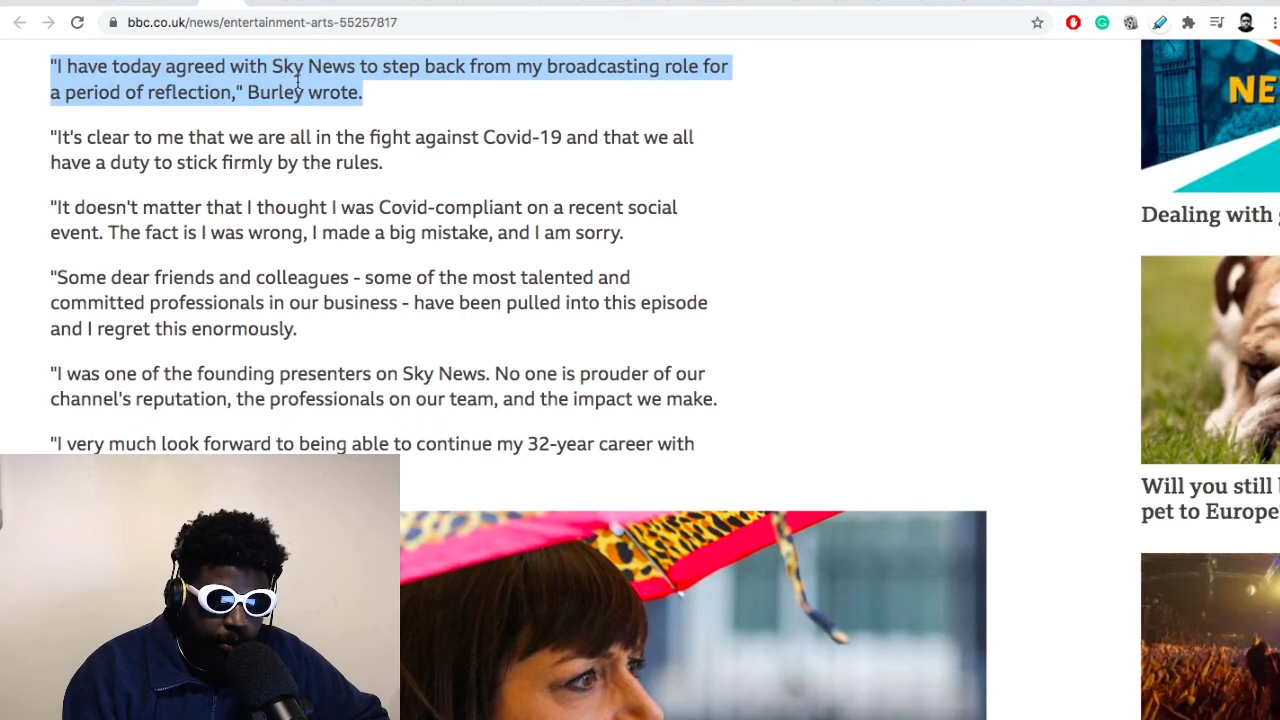 bbc.co.uk/news/entertainment-arts-55257817
"I have today agreed with Sky News to step back from my broadcasting role for
a period of reflection," Burley wrote.
"It's clear to me that we are all in the fight against Covid-19 and that we all
have a duty to stick firmly by the rules.
"It doesn't matter that I thought I was Covid-compliant on a recent social
event. The fact is I was wrong, I made a big mistake, and I am sorry.
"Some dear friends and colleagues - some of the most talented and
committed professionals in our business - have been pulled into this episode
and I regret this enormously.
"I was one of the founding presenters on Sky News. No one is prouder of our
channel's reputation, the professionals on our team, and the impact we make.
"I very much look forward to being able to continue my 32-year career with
NE
Dealing with
Will you still
pet to Europe